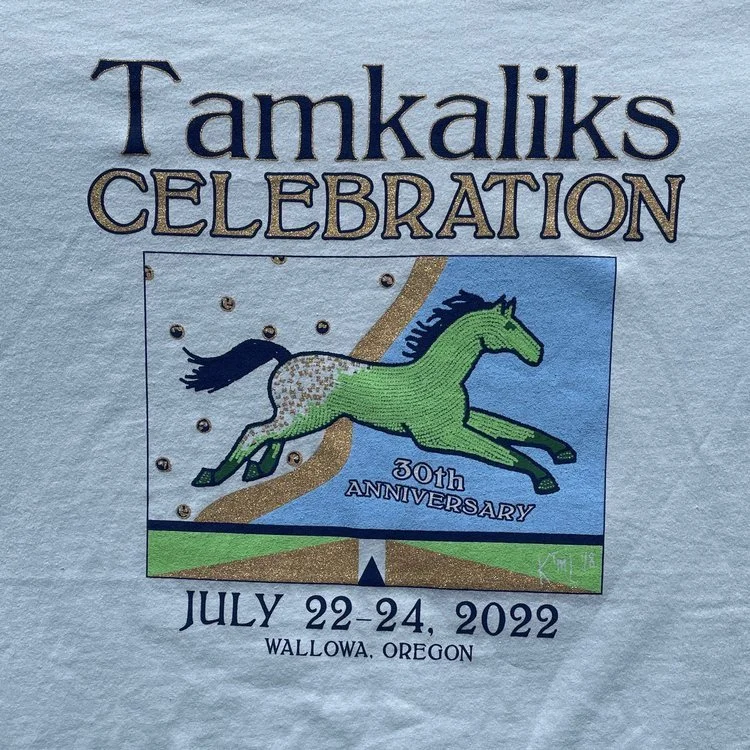 Tamkaliks
CELEBRATION
30th
ANNIVERSARY
JULY 22-24, 2022
WALLOWA, OREGON